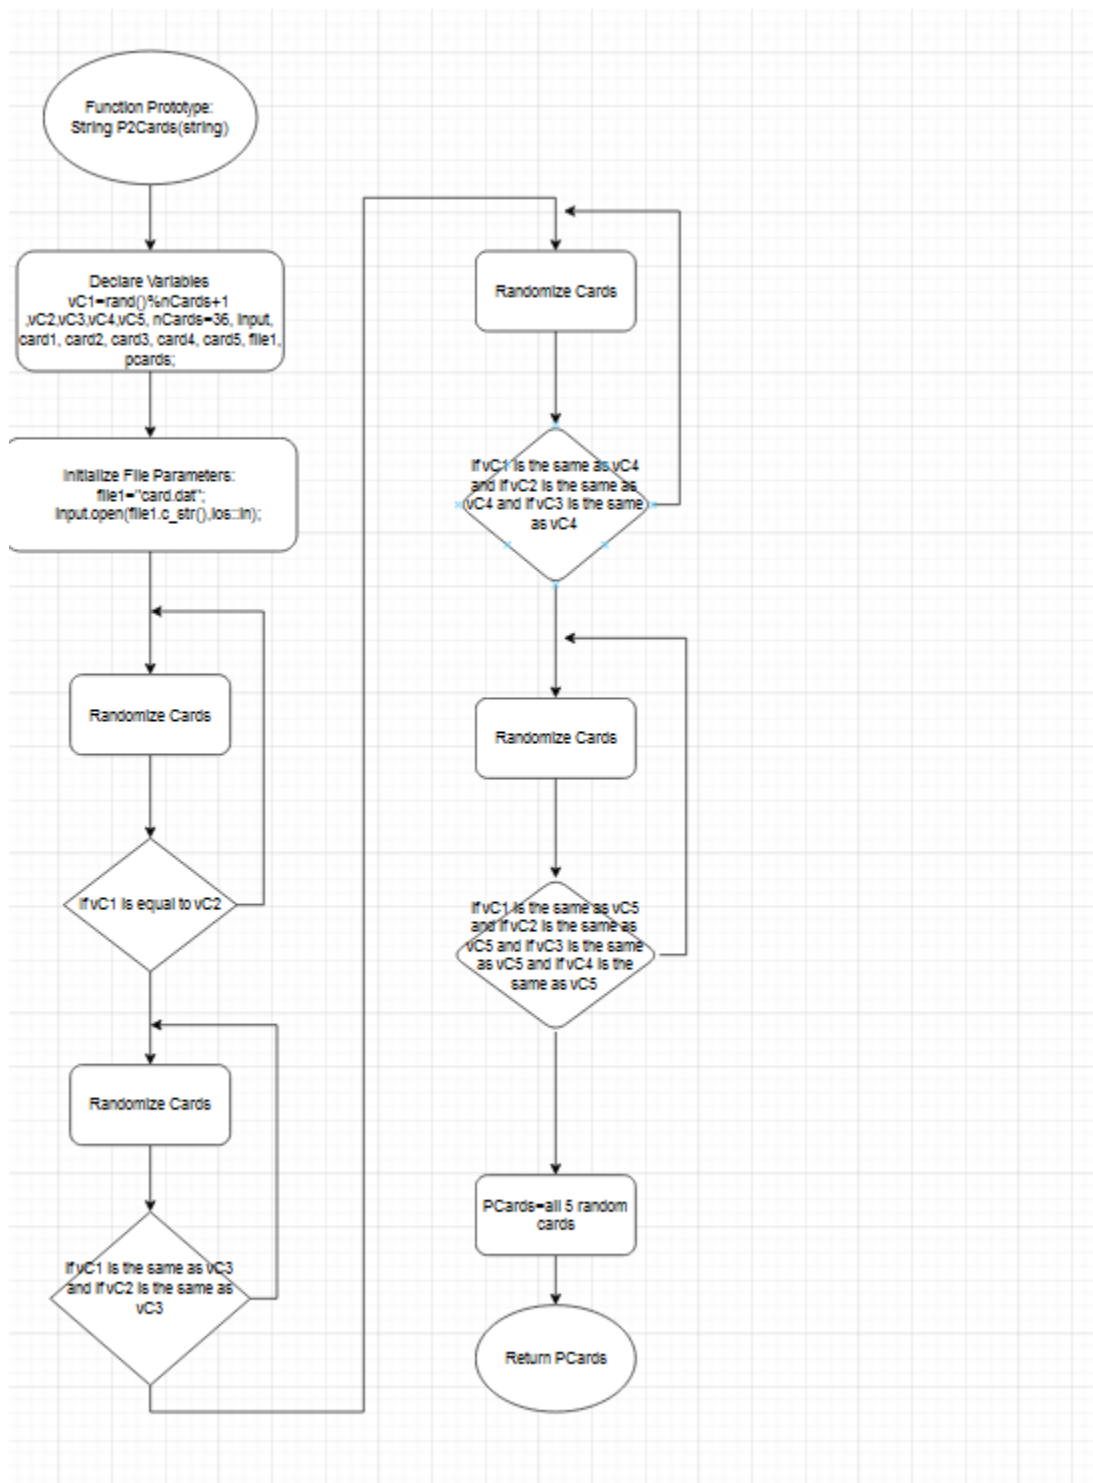 Function Prototype:
String P2Cards(string)
Declare Variables
vC1=rand()%nCards+1
,vC2,vC3,vC4,vC5, nCards=36, input,
card1, card2, card3, card4, card5, file1,
pcards;
Initialize File Parameters:
file1="card.dat";
input.open(file1.c_str(),ios::in);
Randomize Cards
If vC1 is equal to vC2
Randomize Cards
If vC1 is the same as vC3
and if vC2 is the same as
vC3
Randomize Cards
If vC1 is the same as vC4
and if vC2 is the same as
vC4 and if vC3 is the same
as vC4
Randomize Cards
If vC1 is the same as vC5
and if vC2 is the same as
vC5 and if vC3 is the same
as vC5 and if vC4 is the
same as vC5
PCards=all 5 random
cards
Return PCards